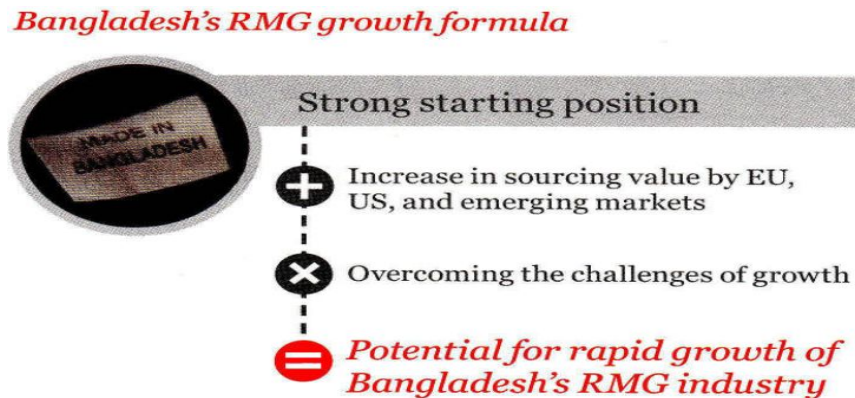 Bangladesh's RMG growth formula
MADE IN
BANGLADESH
Strong starting position
+ Increase in sourcing value by EU,
US, and emerging markets
× Overcoming the challenges of growth
= Potential for rapid growth of
Bangladesh's RMG industry